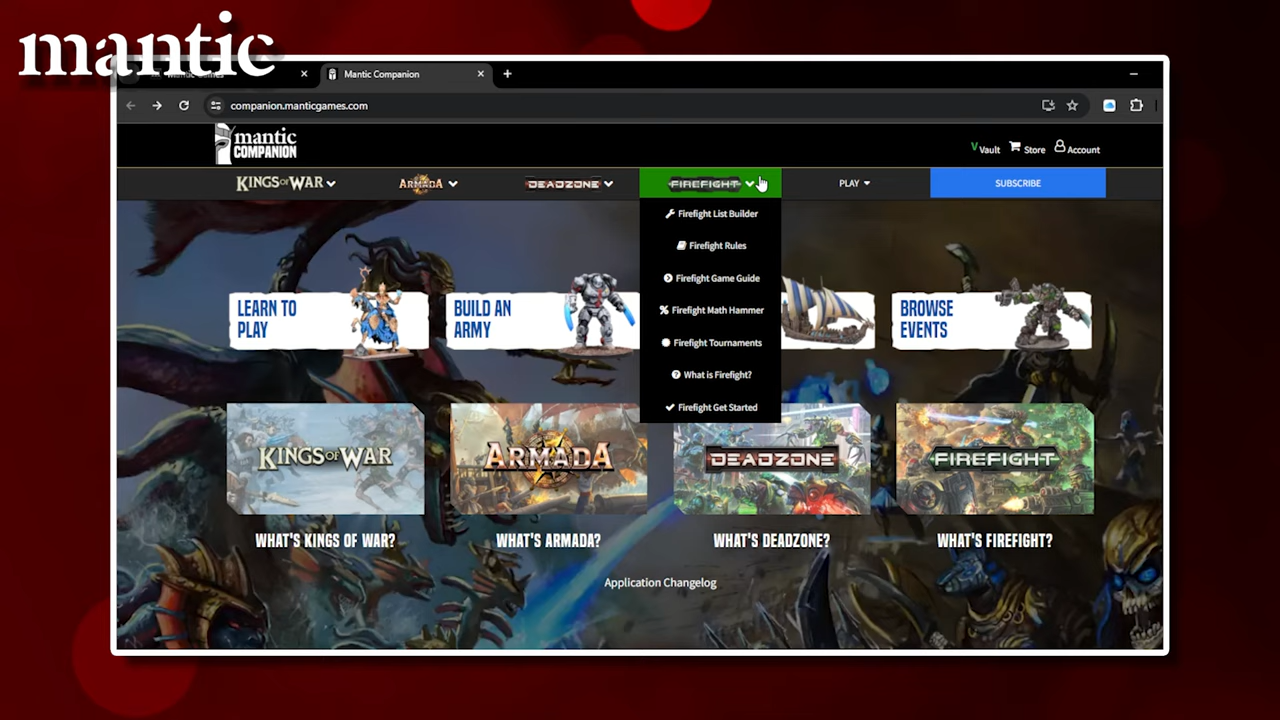 mantic
Mantic Companion
companion.manticgames.com
mantic
COMPANION
V Vault Store Account
KINGS OF WAR ARMADA DEADZONE FIREFIGHT PLAY SUBSCRIBE
Firefight List Builder
Firefight Rules
Firefight Game Guide
Firefight Math Hammer
Firefight Tournaments
What is Firefight?
Firefight Get Started
LEARN TO
PLAY
BUILD AN
ARMY
BROWSE
EVENTS
KINGS OF WAR
ARMADA
DEADZONE
FIREFIGHT
WHAT'S KINGS OF WAR?
WHAT'S ARMADA?
WHAT'S DEADZONE?
WHAT'S FIREFIGHT?
Application Changelog